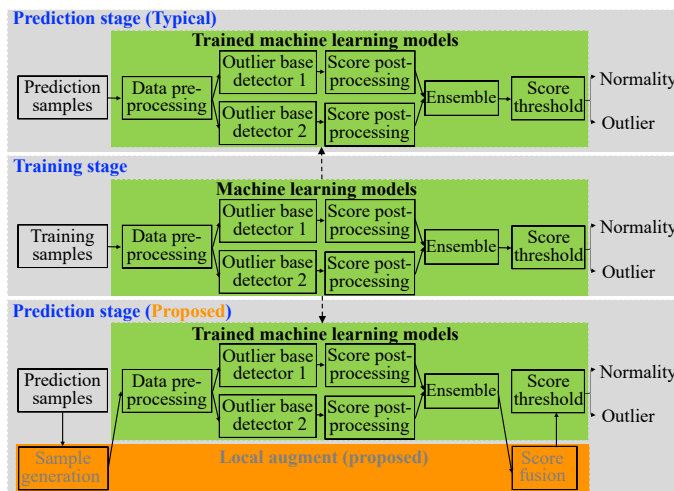 Prediction stage (Typical)
Trained machine learning models
Prediction
samples
Data pre-
processing
Outlier base
detector 1
Score post-
processing
Outlier base
detector 2
Score post-
processing
Ensemble
Score
threshold
Normality
Outlier
Training stage
Machine learning models
Training
samples
Data pre-
processing
Outlier base
detector 1
Score post-
processing
Outlier base
detector 2
Score post-
processing
Ensemble
Score
threshold
Normality
Outlier
Prediction stage (Proposed)
Trained machine learning models
Prediction
samples
Data pre-
processing
Outlier base
detector 1
Score post-
processing
Outlier base
detector 2
Score post-
processing
Ensemble
Score
threshold
Normality
Outlier
Sample
generation
Local augment (proposed)
Score
fusion